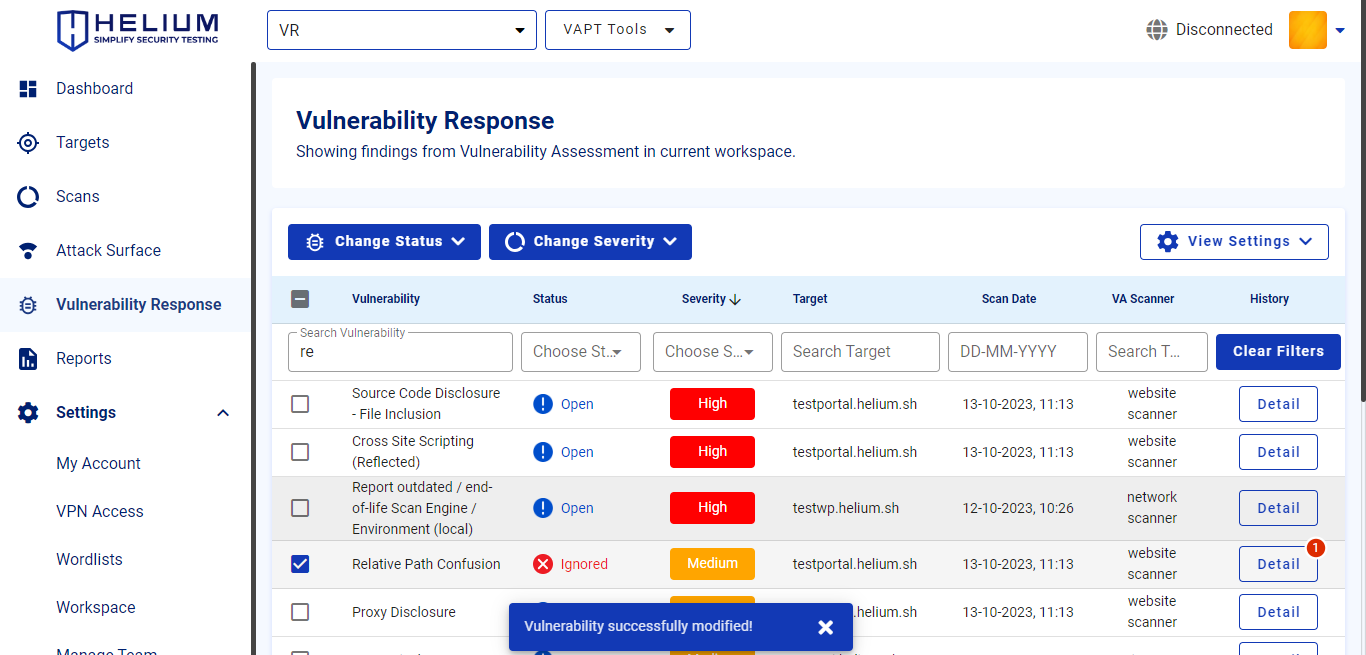 HELIUM
SIMPLIFY SECURITY TESTING
VR
VAPT Tools
Disconnected
Dashboard
Targets
Scans
Attack Surface
Vulnerability Response
Reports
Settings
My Account
VPN Access
Wordlists
Workspace
Manage Team
Vulnerability Response
Showing findings from Vulnerability Assessment in current workspace.
Change Status
Change Severity
View Settings
Vulnerability Status Severity Target Scan Date VA Scanner History
Search Vulnerability
re
Choose St..
Choose S...
Search Target
DD-MM-YYYY
Search T...
Clear Filters
Source Code Disclosure
- File Inclusion
Open
High
testportal.helium.sh
13-10-2023, 11:13
website
scanner
Detail
Cross Site Scripting
(Reflected)
Open
High
testportal.helium.sh
13-10-2023, 11:13
website
scanner
Detail
Report outdated / end-
of-life Scan Engine /
Environment (local)
Open
High
testwp.helium.sh
12-10-2023, 10:26
network
scanner
Detail
Relative Path Confusion
Ignored
Medium
testportal.helium.sh
13-10-2023, 11:13
website
scanner
Detail
1
Proxy Disclosure
.helium.sh
13-10-2023, 11:13
website
scanner
Detail
Vulnerability successfully modified!